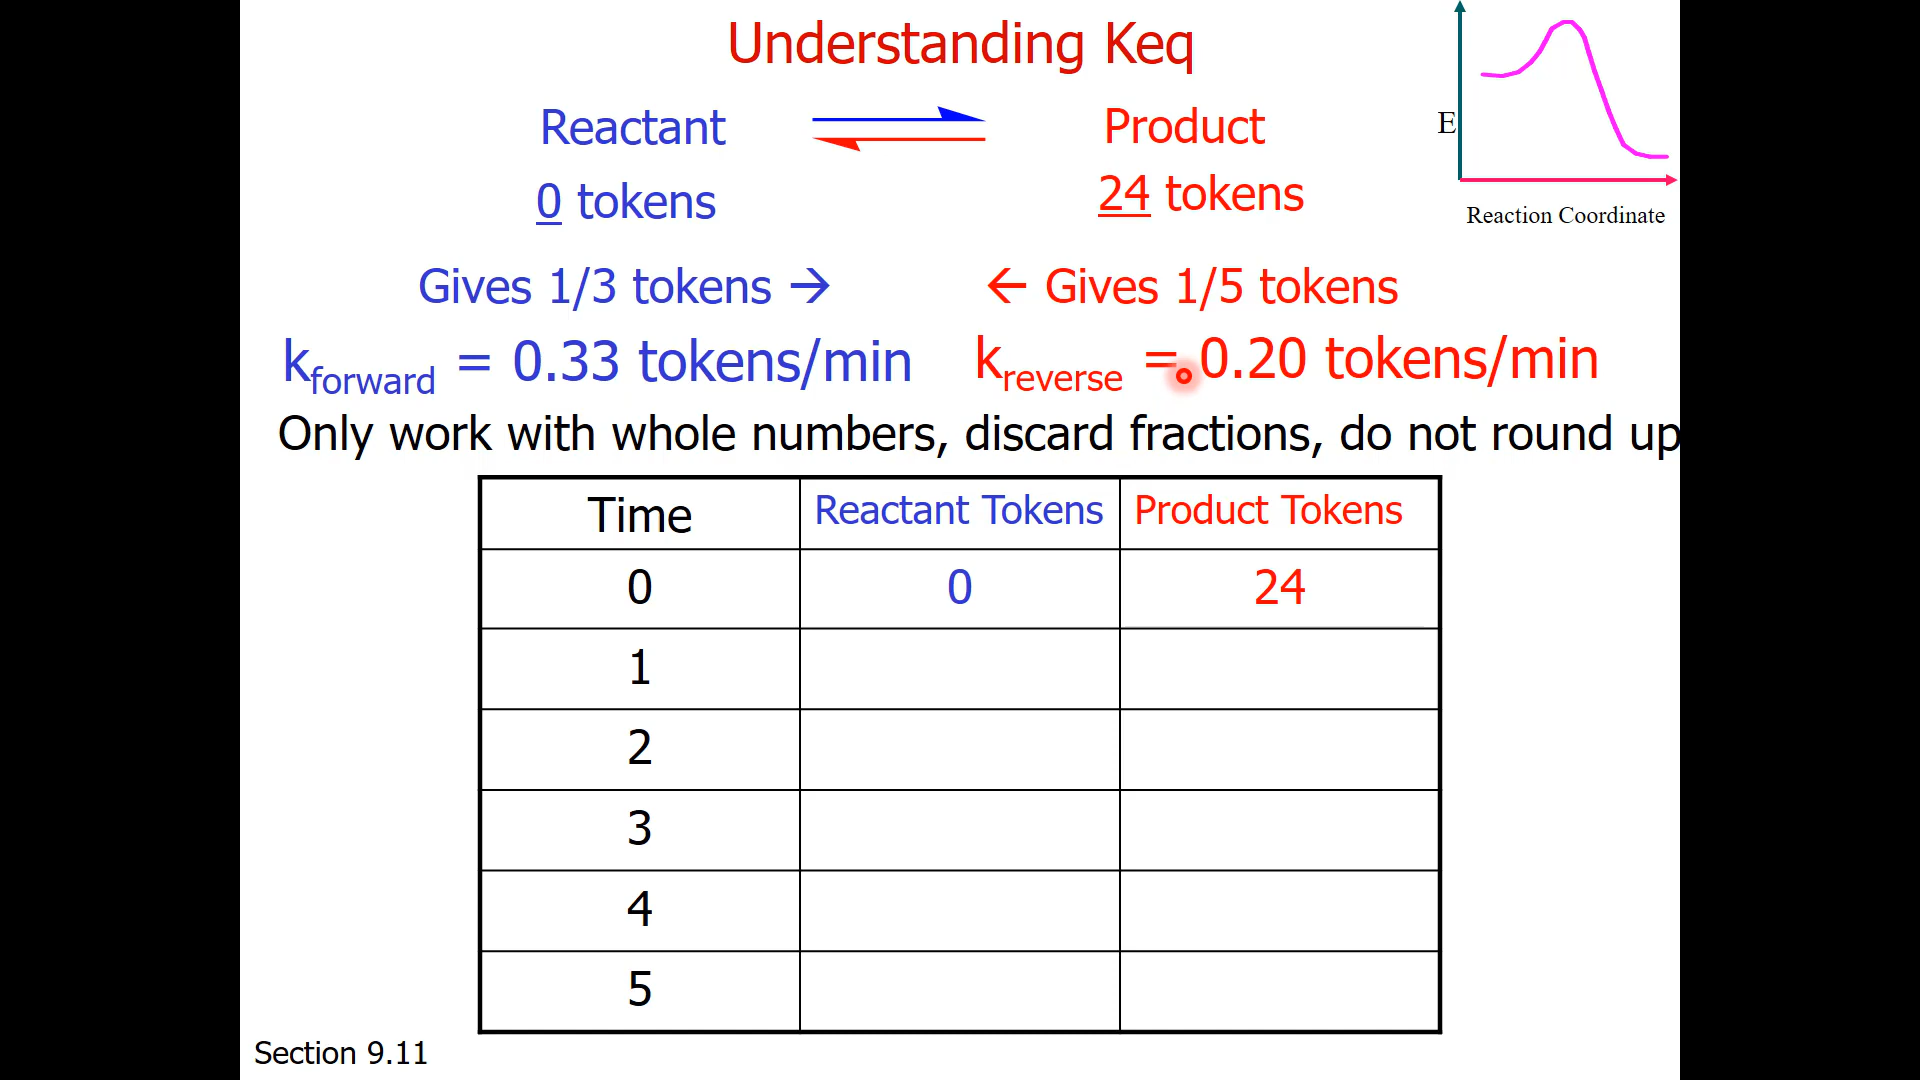 Understanding Keq
Reactant Product
0 tokens 24 tokens
E
Reaction Coordinate
Gives 1/3 tokens → ← Gives 1/5 tokens
kforward = 0.33 tokens/min kreverse = 0.20 tokens/min
Only work with whole numbers, discard fractions, do not round up
Time Reactant Tokens Product Tokens
0 0 24
1
2
3
4
5
Section 9.11